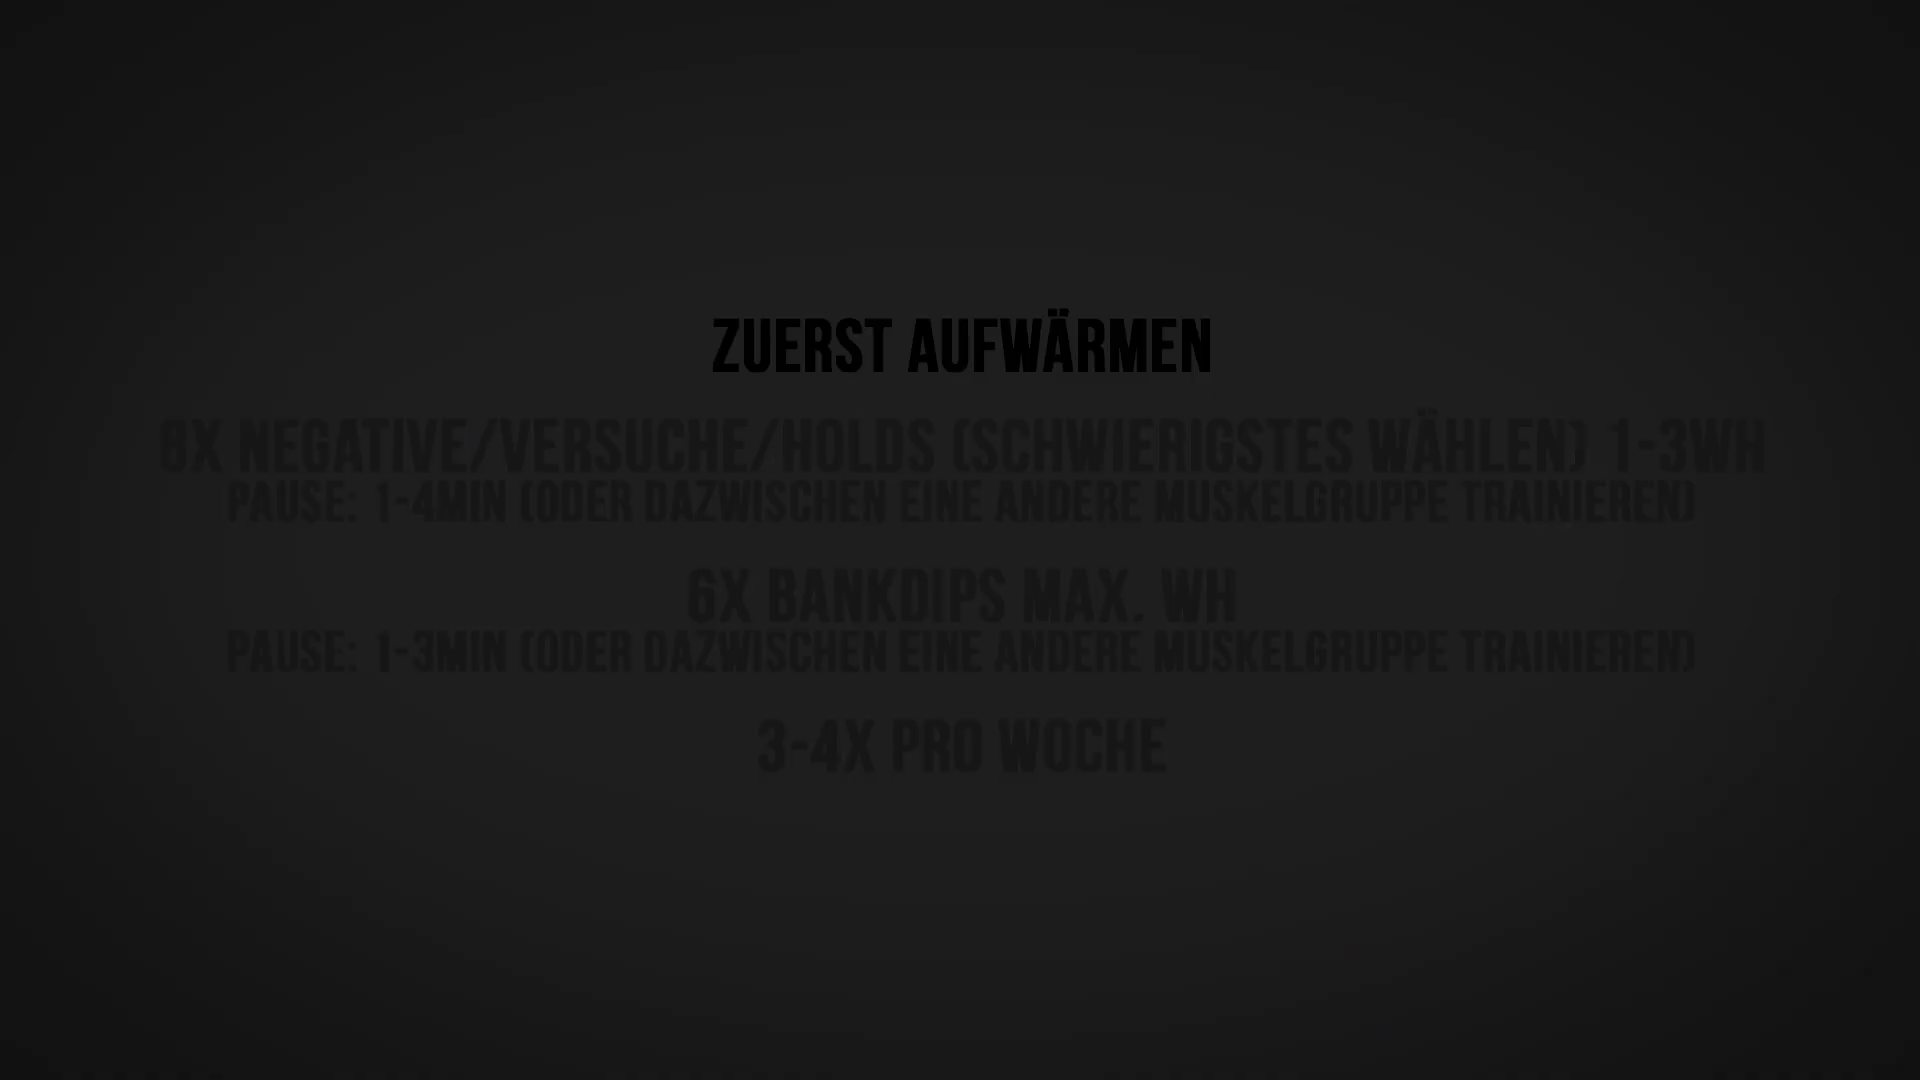 ZUERST AUFWÄRMEN
8X NEGATIVE/VERSUCHE/HOLDS (SCHWIERIGSTES WÄHLEN) 1-3WH
PAUSE: 1-4MIN (ODER DAZWISCHEN EINE ANDERE MUSKELGRUPPE TRAINIEREN)
6X BANKDIPS MAX. WH
PAUSE: 1-3MIN (ODER DAZWISCHEN EINE ANDERE MUSKELGRUPPE TRAINIEREN)
3-4X PRO WOCHE